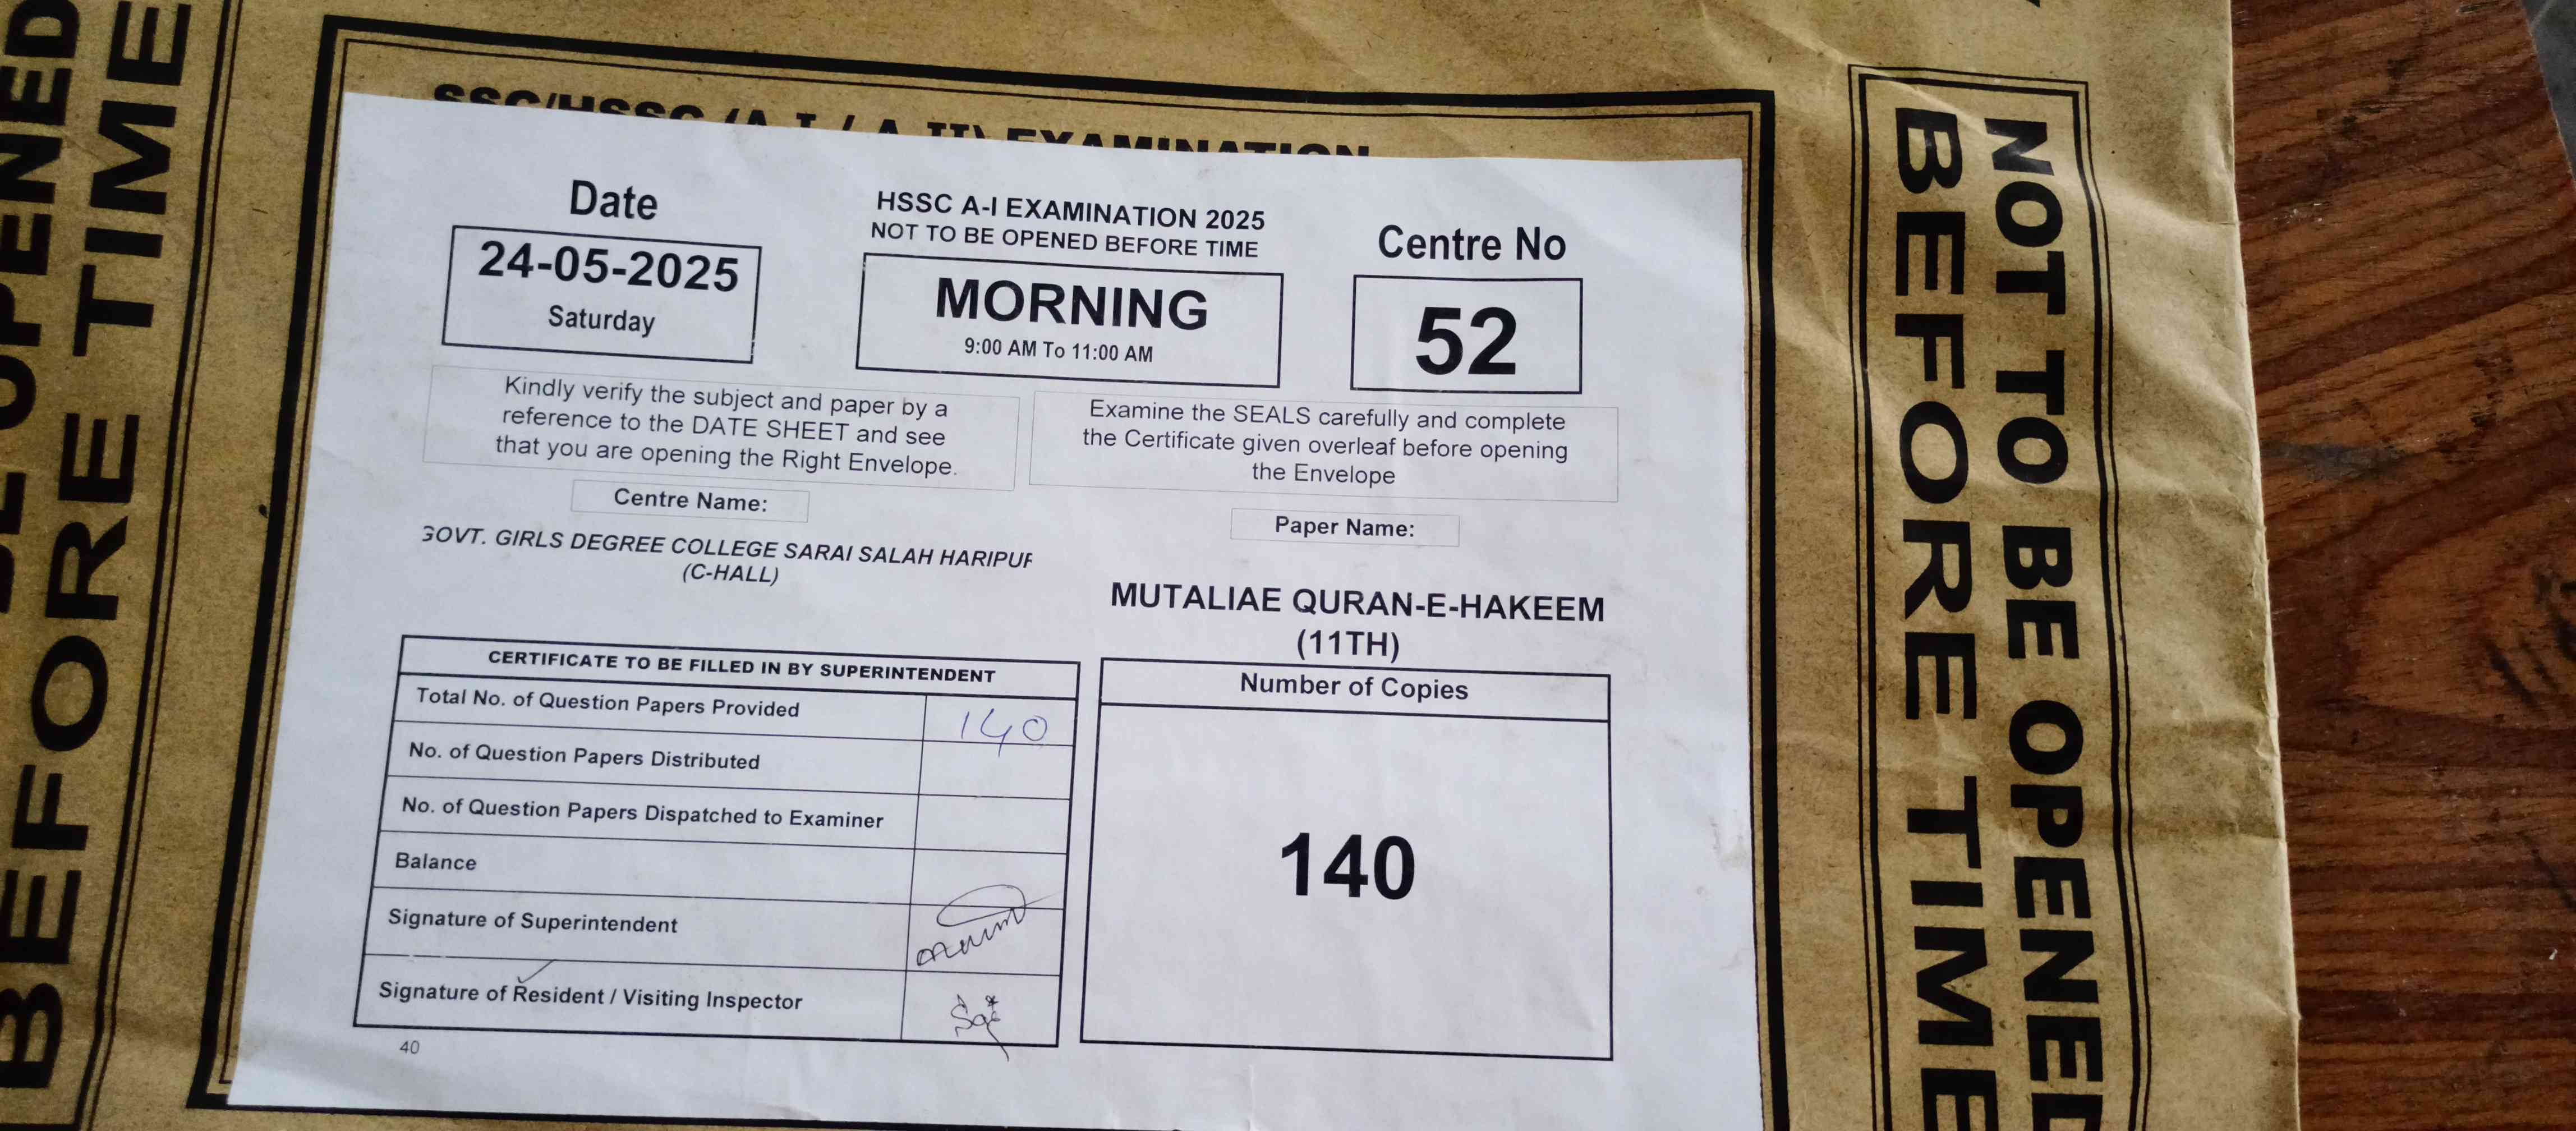 SSC/HSSC (A-I / A-II) EXAMINATION
Date
24-05-2025
Saturday
HSSC A-I EXAMINATION 2025
NOT TO BE OPENED BEFORE TIME
MORNING
9:00 AM To 11:00 AM
Centre No
52
Kindly verify the subject and paper by a
reference to the DATE SHEET and see
that you are opening the Right Envelope.
Examine the SEALS carefully and complete
the Certificate given overleaf before opening
the Envelope
Centre Name:
GOVT. GIRLS DEGREE COLLEGE SARAI SALAH HARIPUR
(C-HALL)
Paper Name:
MUTALIAE QURAN-E-HAKEEM
(11TH)
CERTIFICATE TO BE FILLED IN BY SUPERINTENDENT
Total No. of Question Papers Provided 140
No. of Question Papers Distributed
No. of Question Papers Dispatched to Examiner
Balance
Signature of Superintendent
Signature of Resident / Visiting Inspector
Number of Copies
140
40
NOT TO BE OPENED
BEFORE TIME
BE OPENED
BEFORE TIME